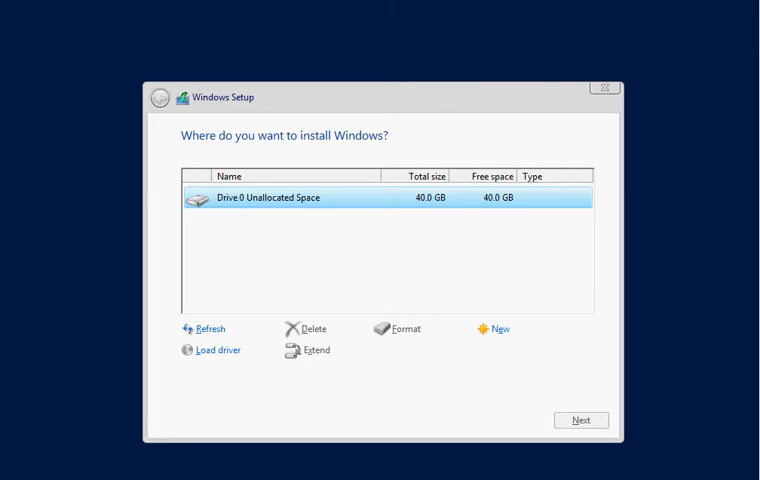 Windows Setup
Where do you want to install Windows?
Name Total size Free space Type
Drive 0 Unallocated Space 40.0 GB 40.0 GB
Refresh Delete Format New
Load driver Extend
Next